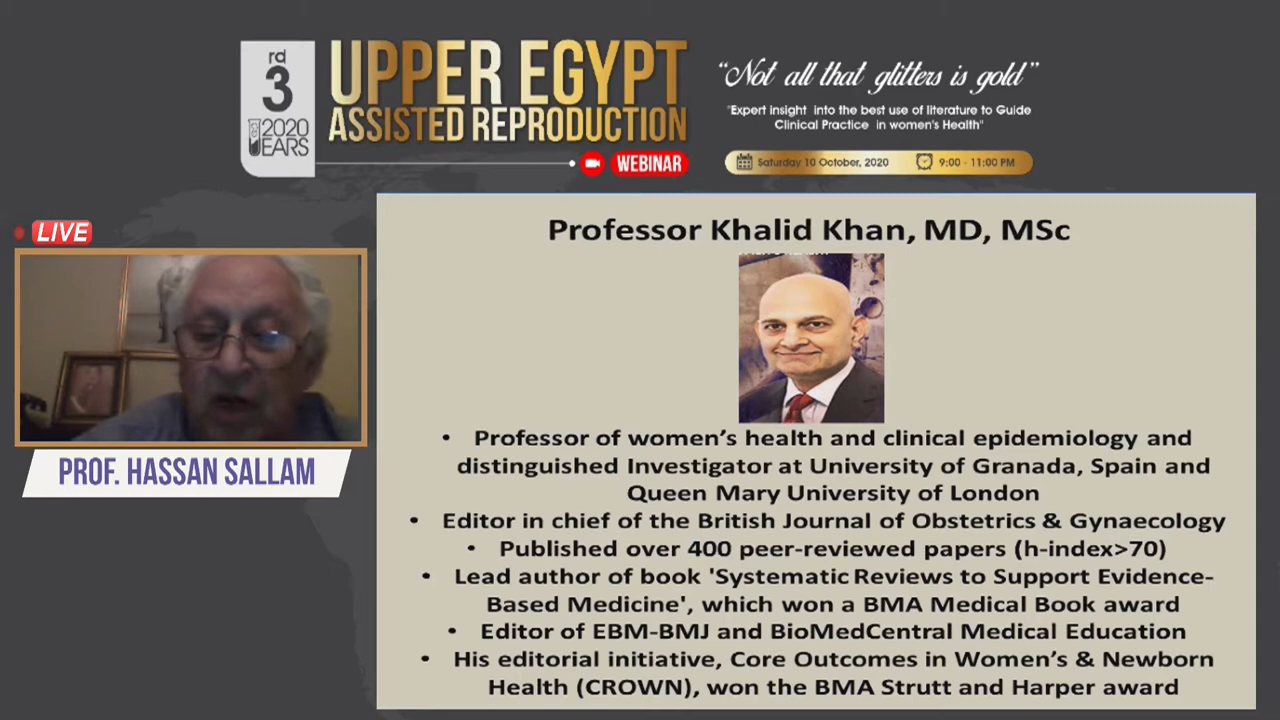 rd
3
2020
YEARS
UPPER EGYPT
ASSISTED REPRODUCTION
WEBINAR
“Not all that glitters is gold”
"Expert insight into the best use of literature to Guide
Clinical Practice in women's Health"
Saturday 10 October, 2020
9:00 - 11:00 PM
LIVE
PROF. HASSAN SALLAM
Professor Khalid Khan, MD, MSc
• Professor of women’s health and clinical epidemiology and
distinguished Investigator at University of Granada, Spain and
Queen Mary University of London
• Editor in chief of the British Journal of Obstetrics & Gynaecology
• Published over 400 peer-reviewed papers (h-index>70)
• Lead author of book 'Systematic Reviews to Support Evidence-
Based Medicine', which won a BMA Medical Book award
• Editor of EBM-BMJ and BioMedCentral Medical Education
• His editorial initiative, Core Outcomes in Women’s & Newborn
Health (CROWN), won the BMA Strutt and Harper award